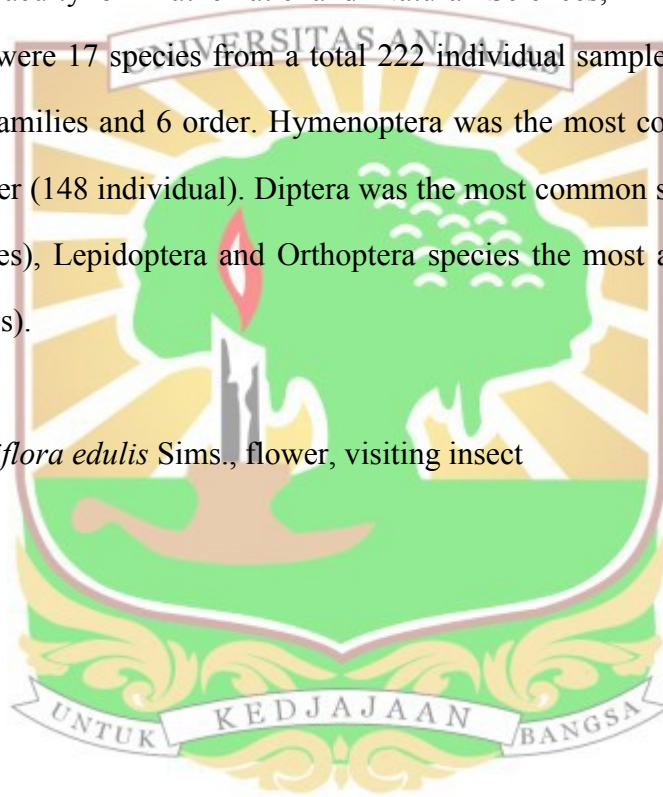 UNIVERSITAS ANDALAS
were 17 species from a total 222 individual sample
amilies and 6 order. Hymenoptera was the most co
er (148 individual). Diptera was the most common s
es), Lepidoptera and Orthoptera species the most a
s).
flora edulis Sims., flower, visiting insect
UNTUK KEDJAJAAN BANGSA